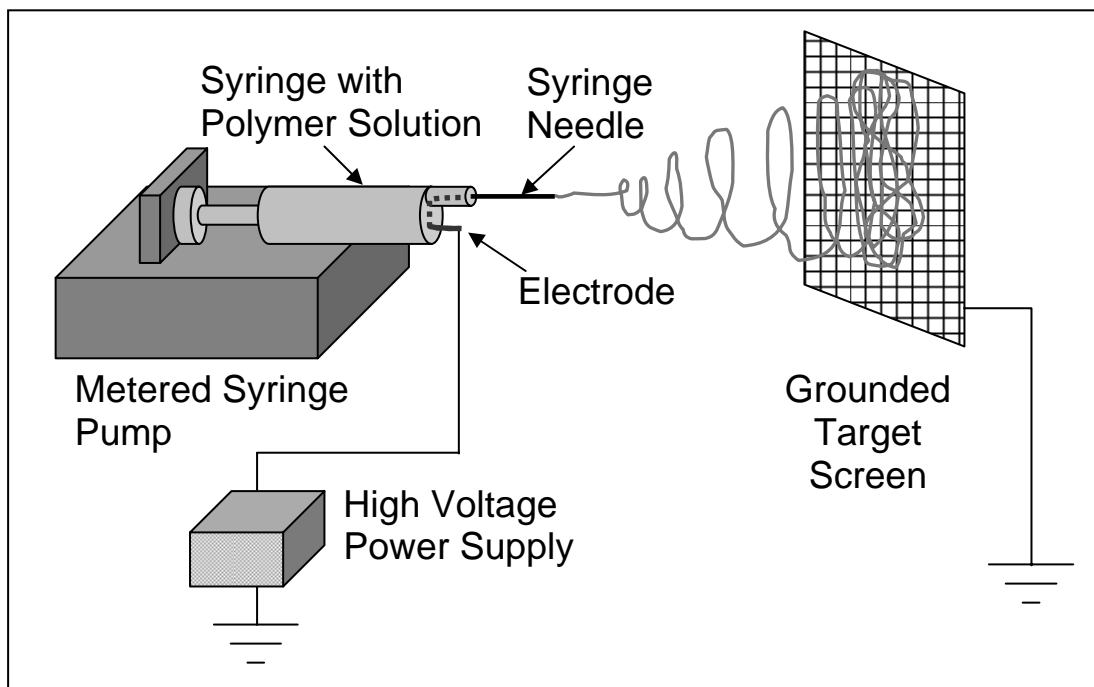 Syringe with
Polymer Solution
Syringe
Needle
Electrode
Metered Syringe
Pump
Grounded
Target
Screen
High Voltage
Power Supply